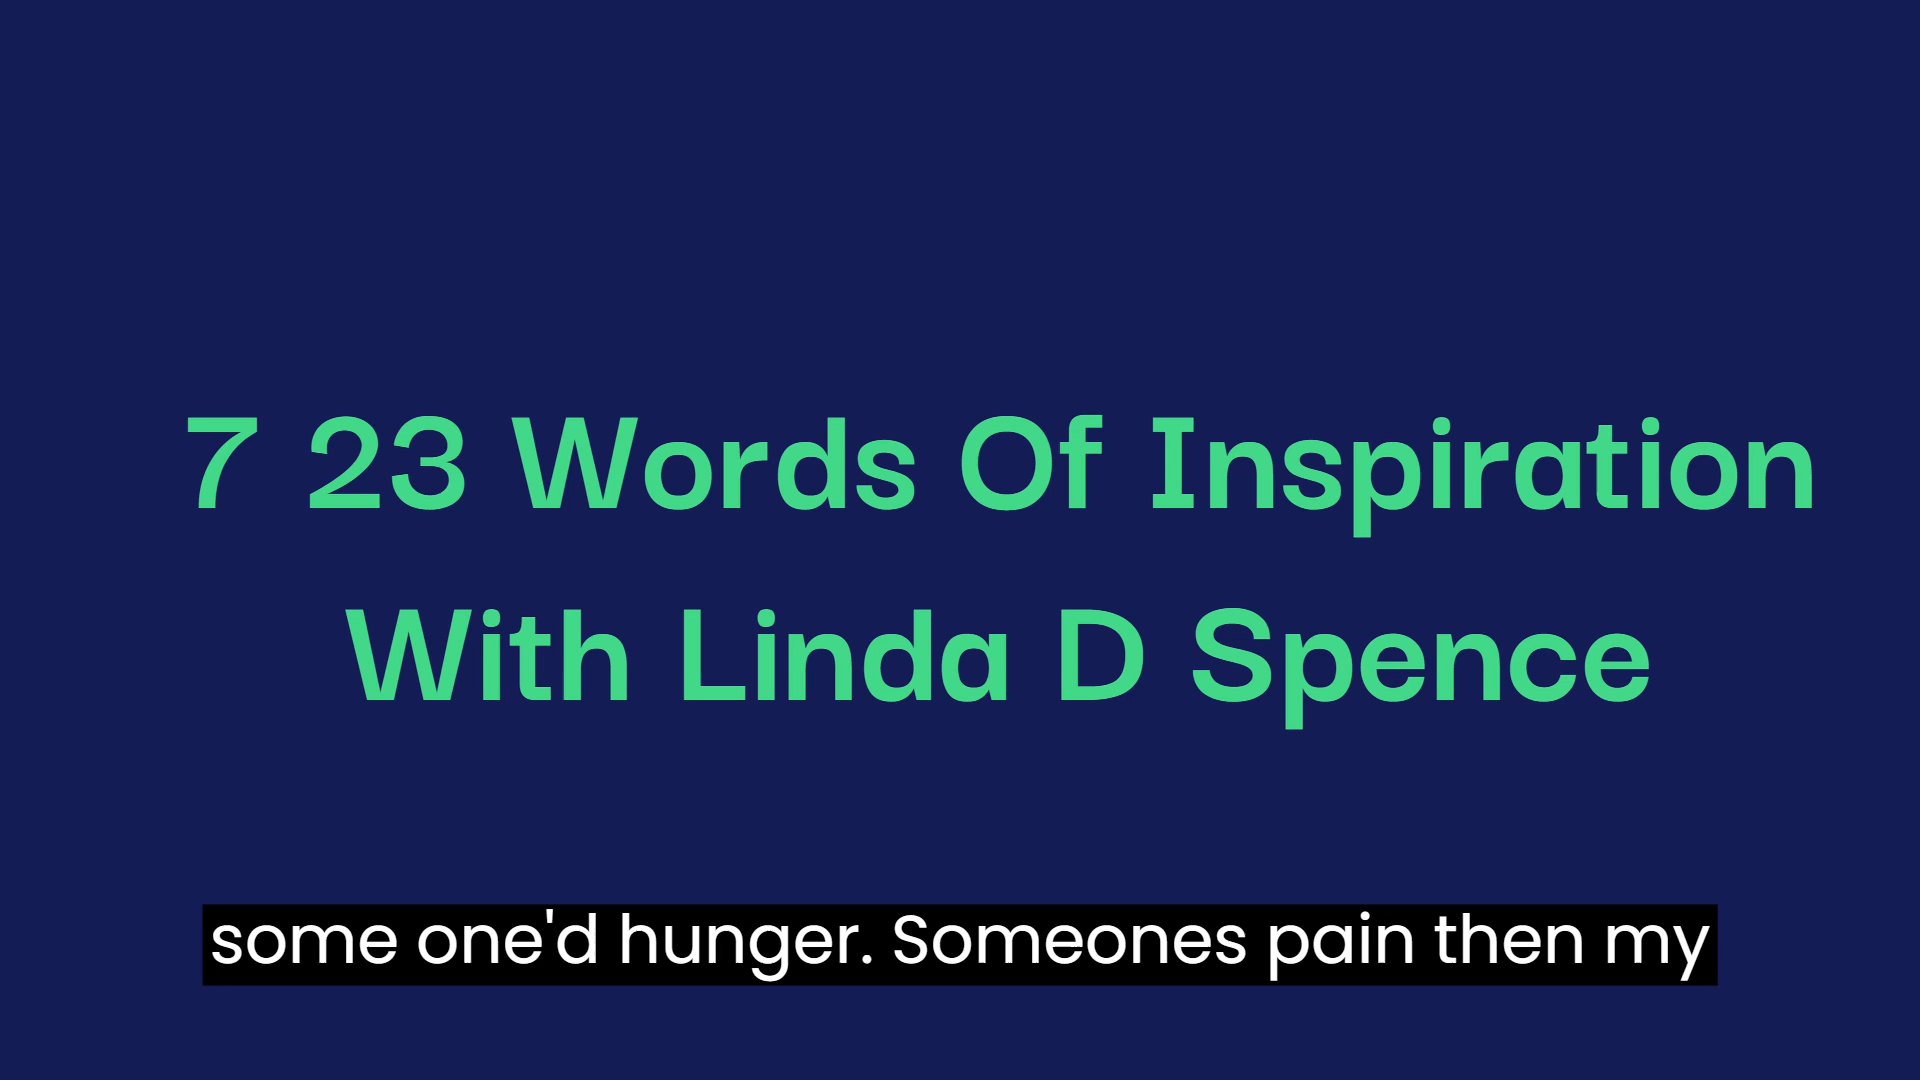 7 23 Words Of Inspiration
With Linda D Spence
some one'd hunger. Someones pain then my